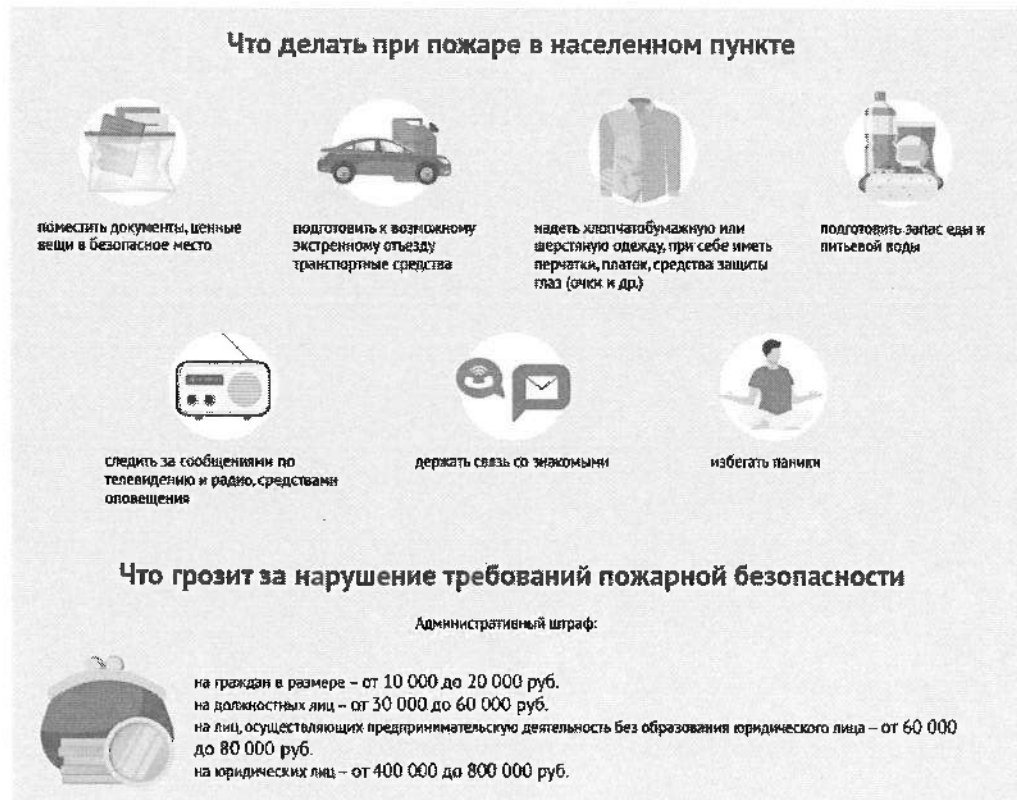 Что делать при пожаре в населенном пункте
поместить документы, ценные
вещи в безопасное место
подготовить к возможному
экстренному отъезду
транспортные средства
надеть хлопчатобумажную или
шерстяную одежду, при себе иметь
перчатки, платок, средства защиты
глаз (очки и др.)
подготовить запас еды и
питьевой воды
следить за сообщениями по
телевидению и радио, средствами
оповещения
держать связь со знакомыми
избегать паники
Что грозит за нарушение требований пожарной безопасности
Административный штраф:
на граждан в размере – от 10 000 до 20 000 руб.
на должностных лиц – от 30 000 до 60 000 руб.
на лиц, осуществляющих предпринимательскую деятельность без образования юридического лица – от 60 000
до 80 000 руб.
на юридических лиц – от 400 000 до 800 000 руб.